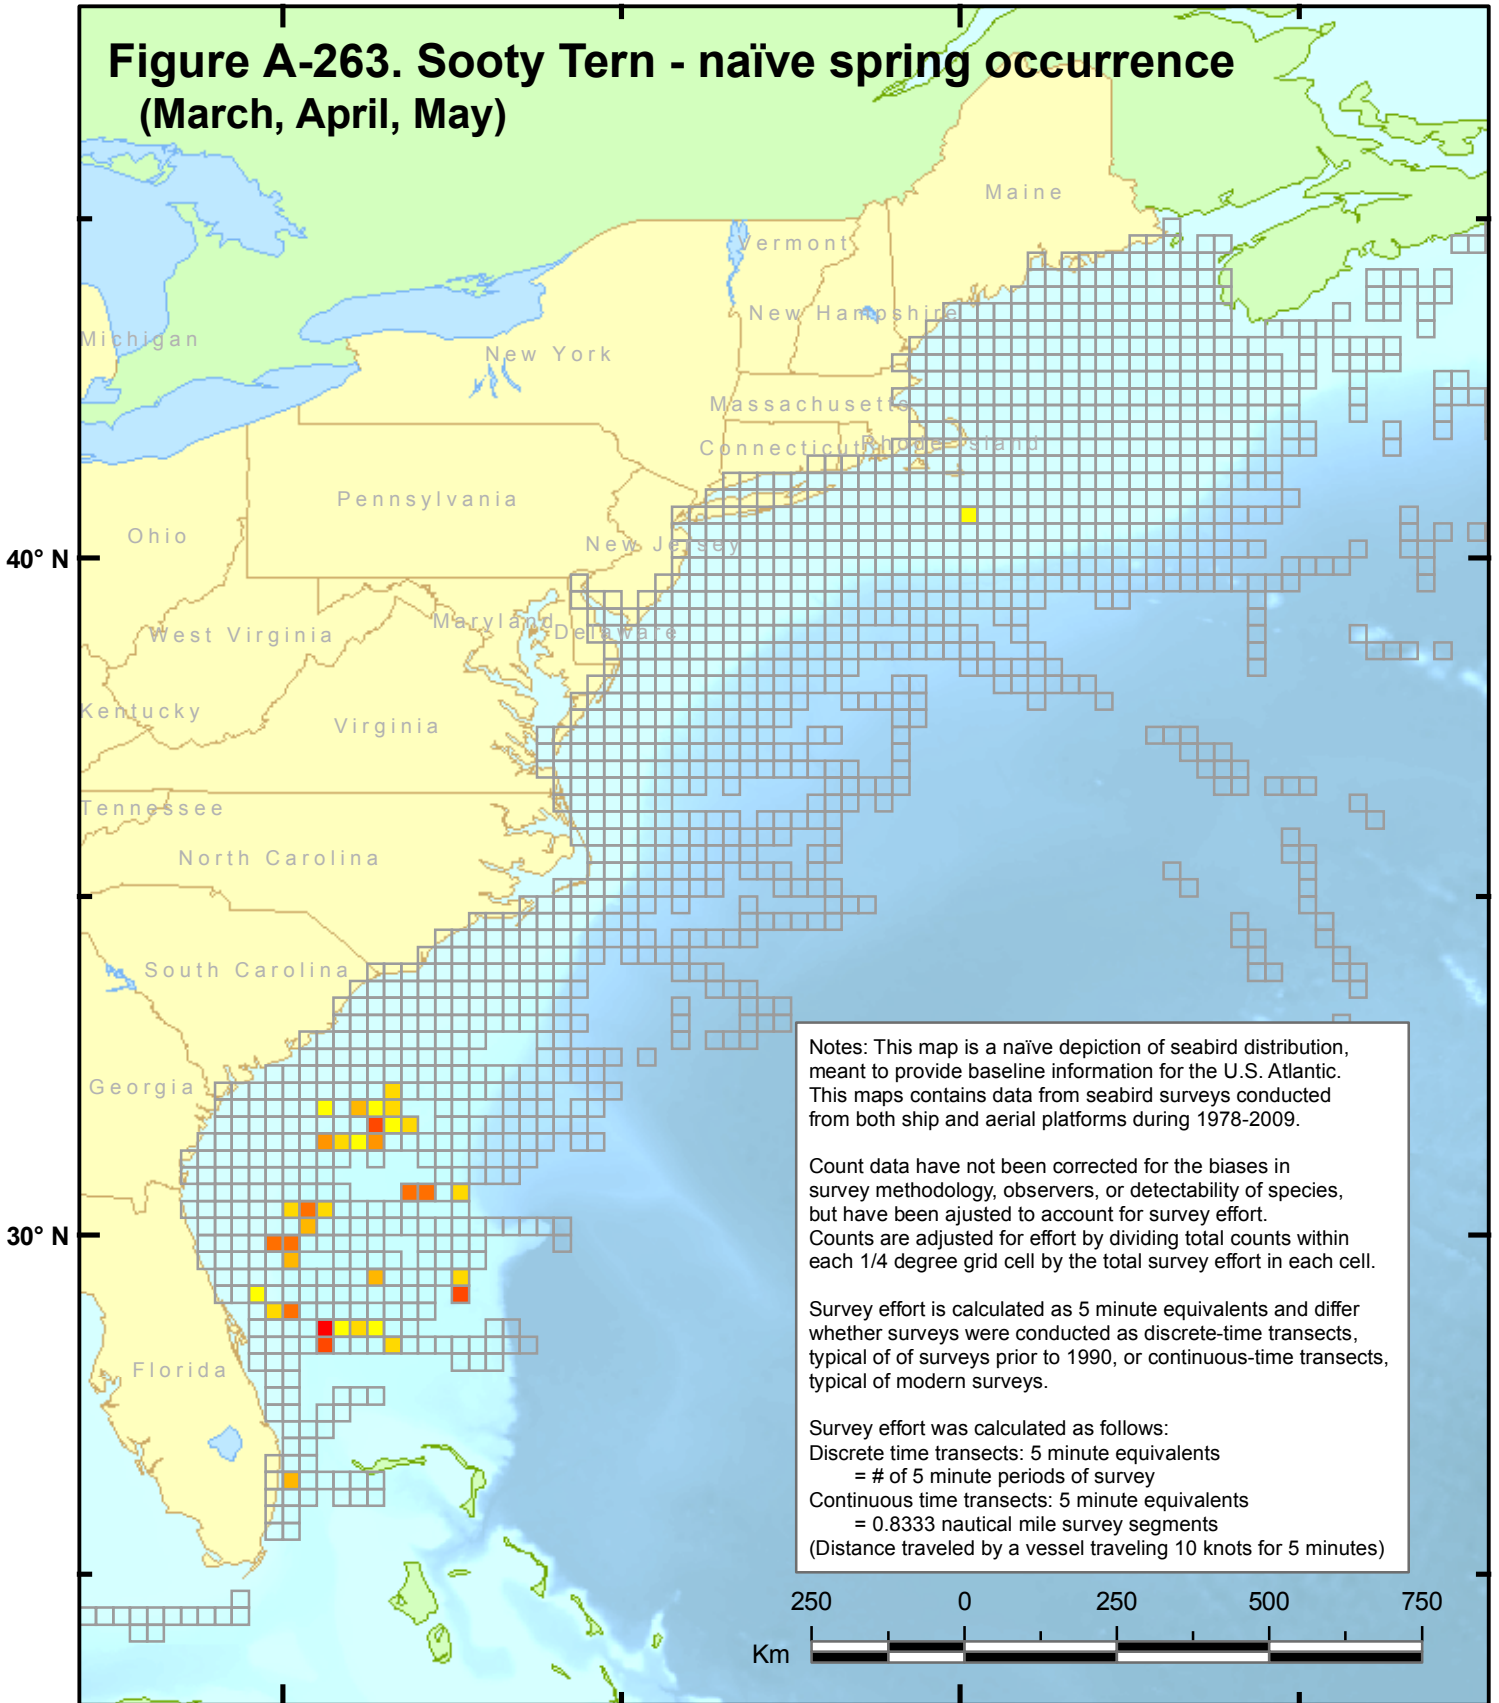 Figure A-263. Sooty Tern - naïve spring occurrence
(March, April, May)
Maine
Vermont
New Hampshire
Michigan
New York
Massachusetts
Connecticut
Rhode Island
Pennsylvania
Ohio
New Jersey
40° N
West Virginia
Maryland
Delaware
Kentucky
Virginia
Tennessee
North Carolina
South Carolina
Georgia
30° N
Florida
Notes: This map is a naïve depiction of seabird distribution,
meant to provide baseline information for the U.S. Atlantic.
This maps contains data from seabird surveys conducted
from both ship and aerial platforms during 1978-2009.
Count data have not been corrected for the biases in
survey methodology, observers, or detectability of species,
but have been ajusted to account for survey effort.
Counts are adjusted for effort by dividing total counts within
each 1/4 degree grid cell by the total survey effort in each cell.
Survey effort is calculated as 5 minute equivalents and differ
whether surveys were conducted as discrete-time transects,
typical of of surveys prior to 1990, or continuous-time transects,
typical of modern surveys.
Survey effort was calculated as follows:
Discrete time transects: 5 minute equivalents
= # of 5 minute periods of survey
Continuous time transects: 5 minute equivalents
= 0.8333 nautical mile survey segments
(Distance traveled by a vessel traveling 10 knots for 5 minutes)
250 0 250 500 750
Km